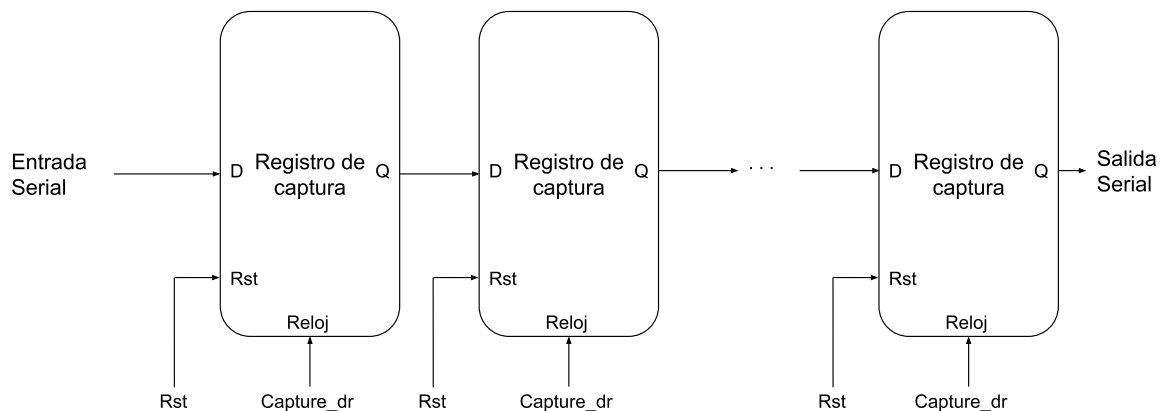 Entrada
Serial
D
Registro de
captura
Q
Rst
Reloj
Rst
Capture_dr
D
Registro de
captura
Q
Rst
Reloj
Rst
Capture_dr
. . .
D
Registro de
captura
Q
Rst
Reloj
Rst
Capture_dr
Salida
Serial